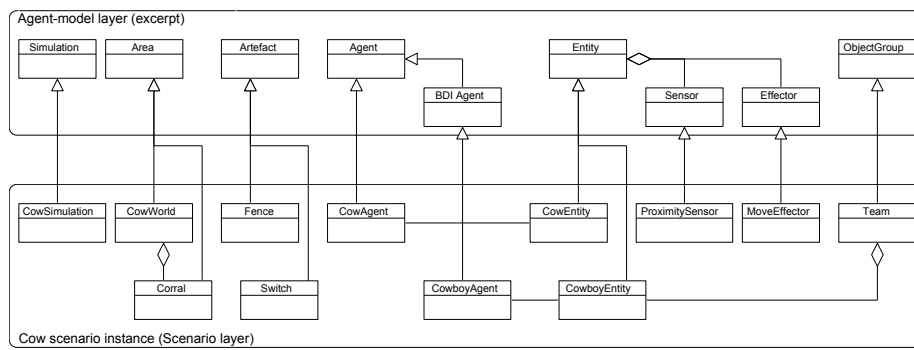 Agent-model layer (excerpt)
Simulation
Area
Artefact
Agent
Entity
ObjectGroup
BDI Agent
Sensor
Effector
CowSimulation
CowWorld
Fence
CowAgent
CowEntity
ProximitySensor
MoveEffector
Team
Corral
Switch
CowboyAgent
CowboyEntity
Cow scenario instance (Scenario layer)